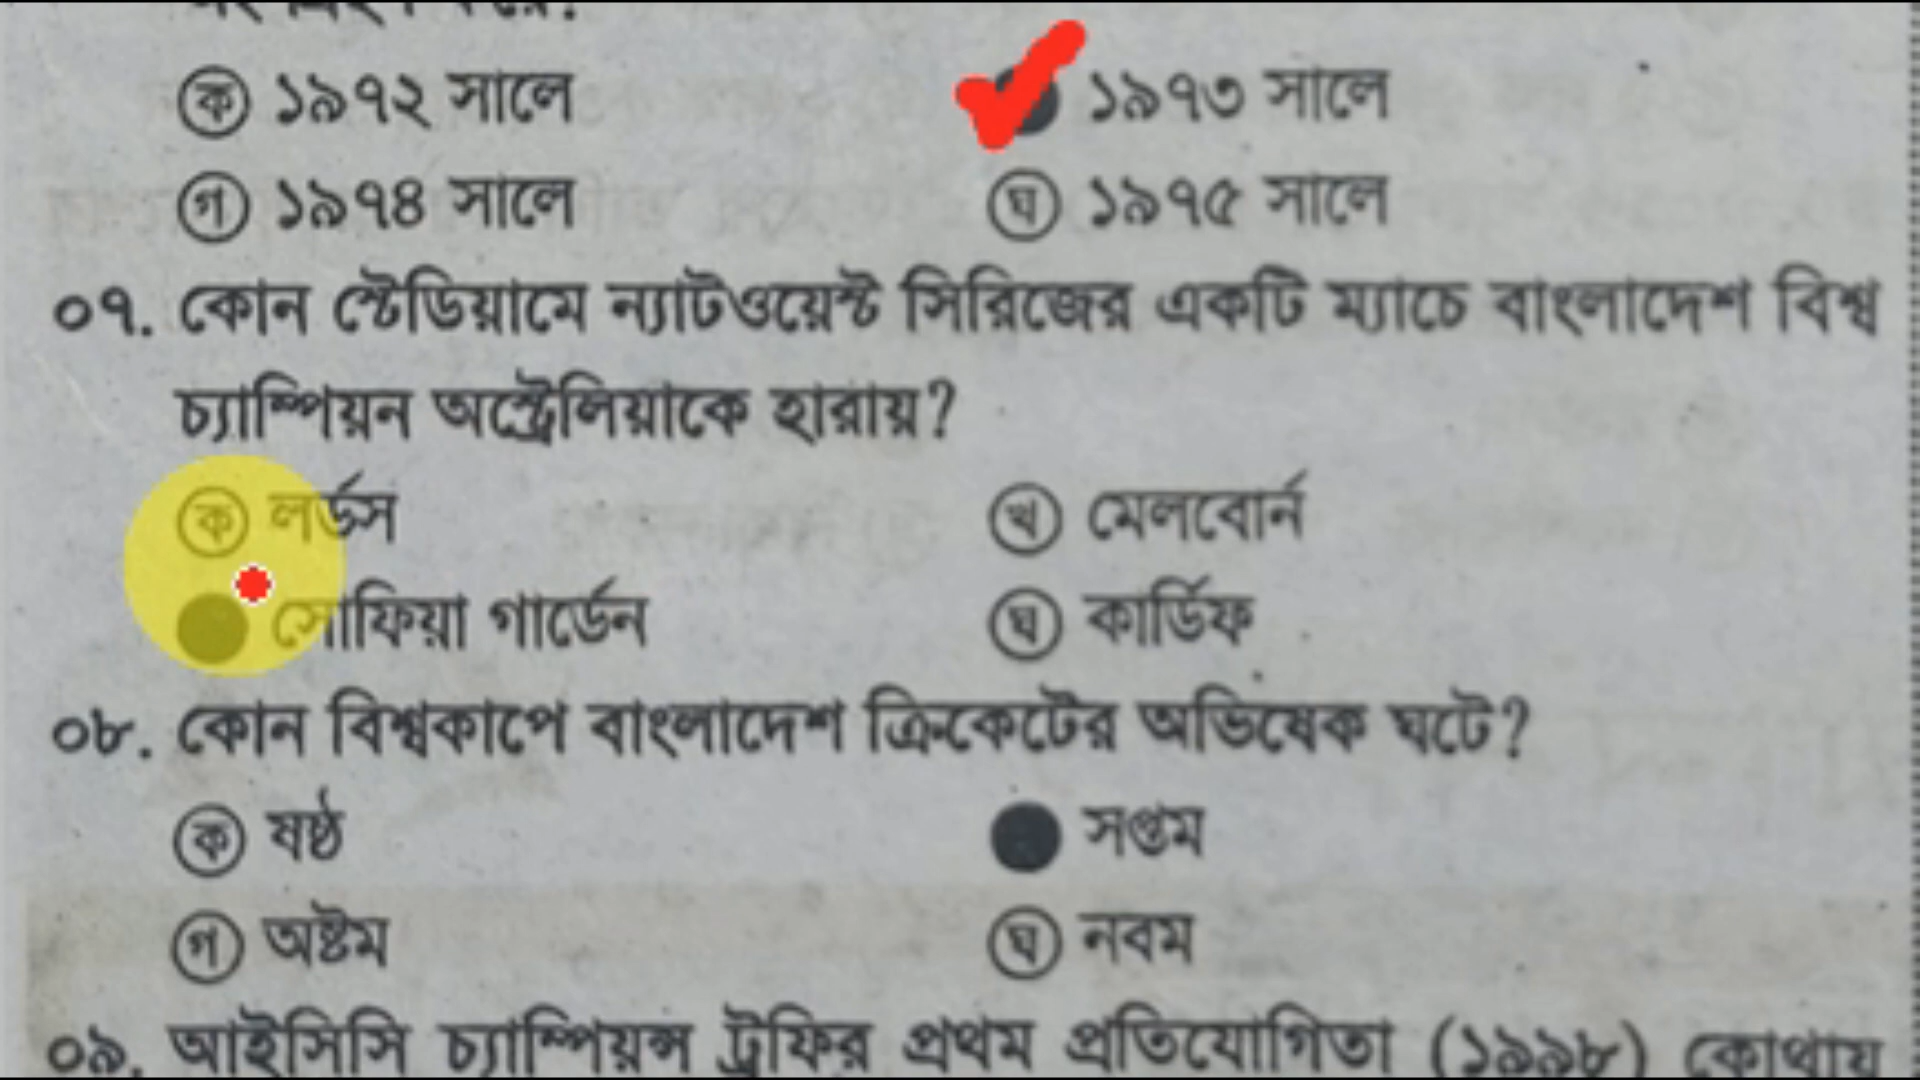 ক ১৯৭২ সালে ১৯৭৩ সালে
গ ১৯৭৪ সালে ঘ ১৯৭৫ সালে
০৭. কোন স্টেডিয়ামে ন্যাটওয়েস্ট সিরিজের একটি ম্যাচে বাংলাদেশ বিশ্ব
চ্যাম্পিয়ন অস্ট্রেলিয়াকে হারায়?
ক লর্ডস খ মেলবোর্ন
সোফিয়া গার্ডেন ঘ কার্ডিফ
০৮. কোন বিশ্বকাপে বাংলাদেশ ক্রিকেটের অভিষেক ঘটে?
ক ষষ্ঠ সপ্তম
গ অষ্টম ঘ নবম
০৯. আইসিসি চ্যাম্পিয়ন্স ট্রফির প্রথম প্রতিযোগিতা (১৯৯৮) কোথায়